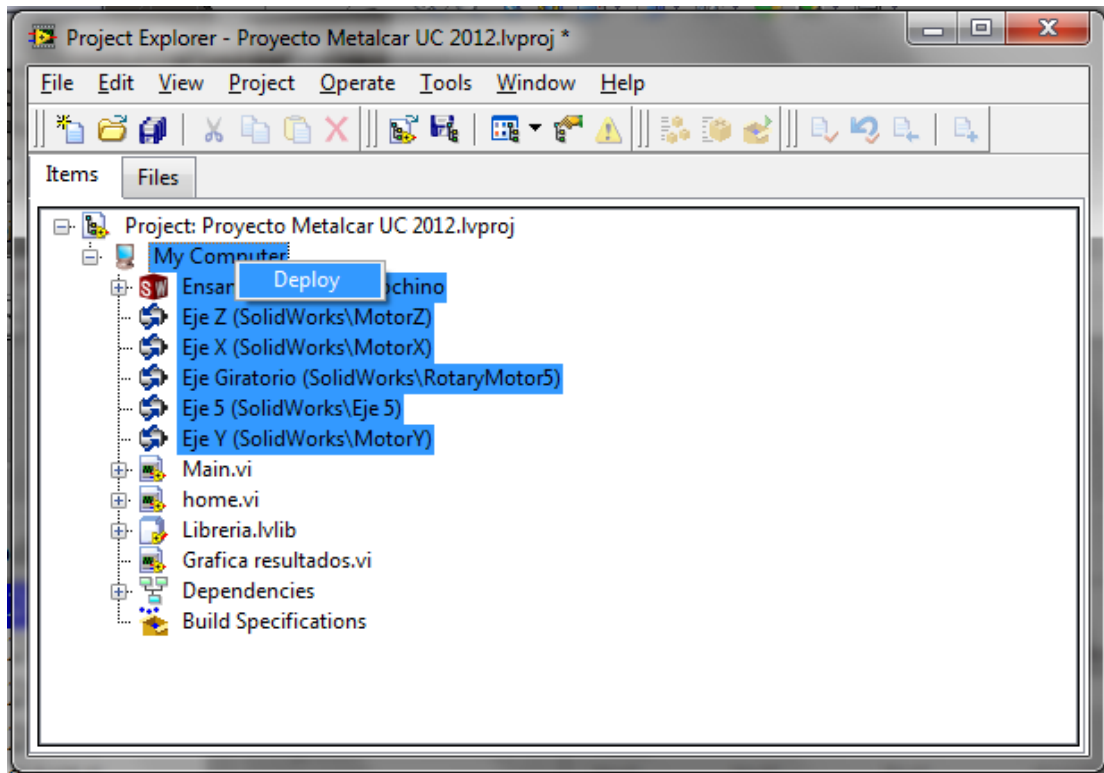 Project Explorer - Proyecto Metalcar UC 2012.lvproj *
File Edit View Project Operate Tools Window Help
Items Files
Project: Proyecto Metalcar UC 2012.lvproj
My Computer
Deploy
Eje Z (SolidWorks\MotorZ)
Eje X (SolidWorks\MotorX)
Eje Giratorio (SolidWorks\RotaryMotor5)
Eje 5 (SolidWorks\Eje 5)
Eje Y (SolidWorks\MotorY)
Main.vi
home.vi
Libreria.lvlib
Grafica resultados.vi
Dependencies
Build Specifications